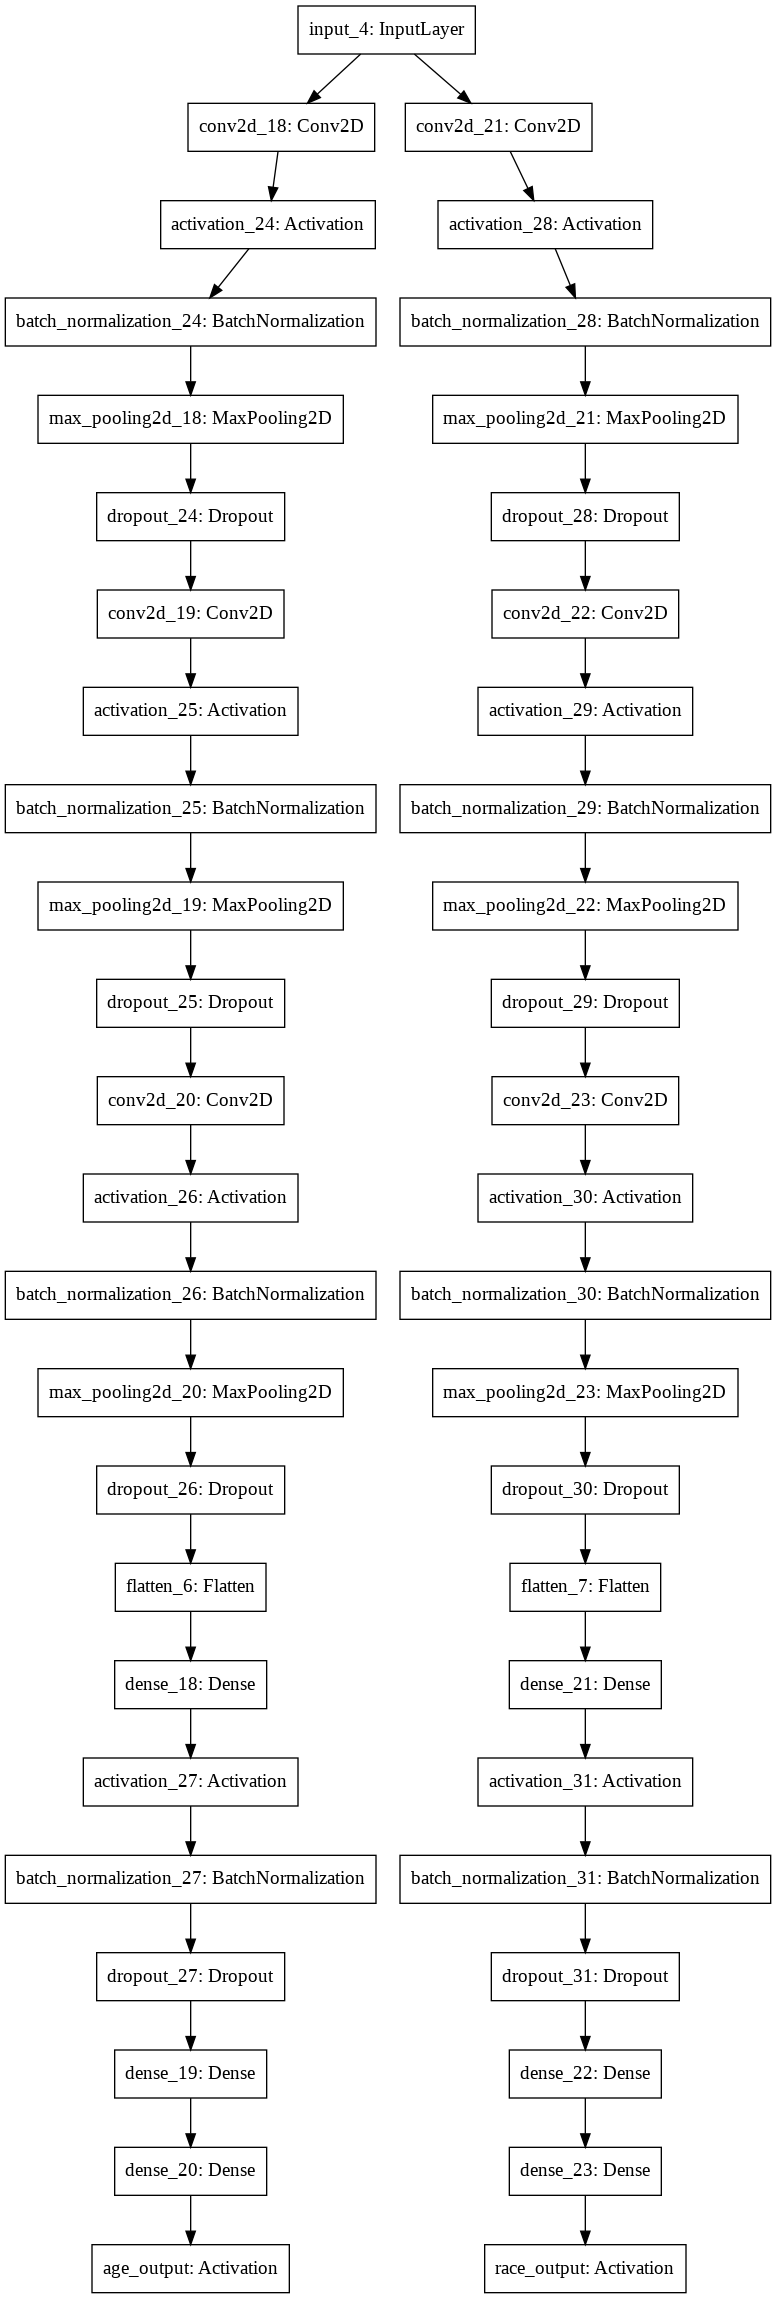 input_4: InputLayer
conv2d_18: Conv2D
conv2d_21: Conv2D
activation_24: Activation
activation_28: Activation
batch_normalization_24: BatchNormalization
batch_normalization_28: BatchNormalization
max_pooling2d_18: MaxPooling2D
max_pooling2d_21: MaxPooling2D
dropout_24: Dropout
dropout_28: Dropout
conv2d_19: Conv2D
conv2d_22: Conv2D
activation_25: Activation
activation_29: Activation
batch_normalization_25: BatchNormalization
batch_normalization_29: BatchNormalization
max_pooling2d_19: MaxPooling2D
max_pooling2d_22: MaxPooling2D
dropout_25: Dropout
dropout_29: Dropout
conv2d_20: Conv2D
conv2d_23: Conv2D
activation_26: Activation
activation_30: Activation
batch_normalization_26: BatchNormalization
batch_normalization_30: BatchNormalization
max_pooling2d_20: MaxPooling2D
max_pooling2d_23: MaxPooling2D
dropout_26: Dropout
dropout_30: Dropout
flatten_6: Flatten
flatten_7: Flatten
dense_18: Dense
dense_21: Dense
activation_27: Activation
activation_31: Activation
batch_normalization_27: BatchNormalization
batch_normalization_31: BatchNormalization
dropout_27: Dropout
dropout_31: Dropout
dense_19: Dense
dense_22: Dense
dense_20: Dense
dense_23: Dense
age_output: Activation
race_output: Activation